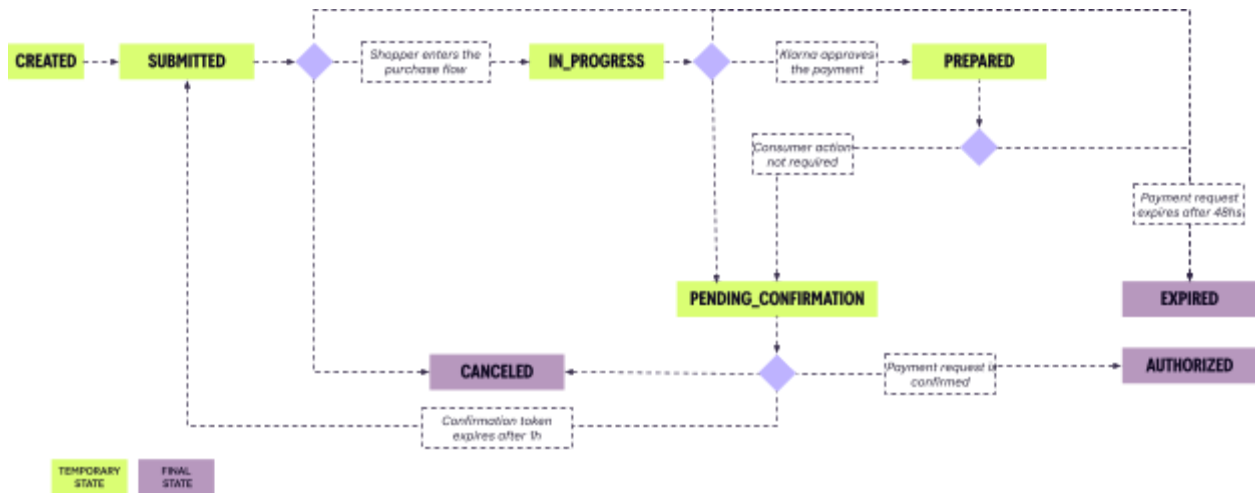 CREATED
SUBMITTED
Shopper enters the
purchase flow
IN_PROGRESS
Klarna approves
the payment
PREPARED
Consumer action
not required
Payment request
expires after 48hs
PENDING_CONFIRMATION
EXPIRED
CANCELED
Payment request is
confirmed
AUTHORIZED
Confirmation token
expires after 1h
TEMPORARY
STATE
FINAL
STATE